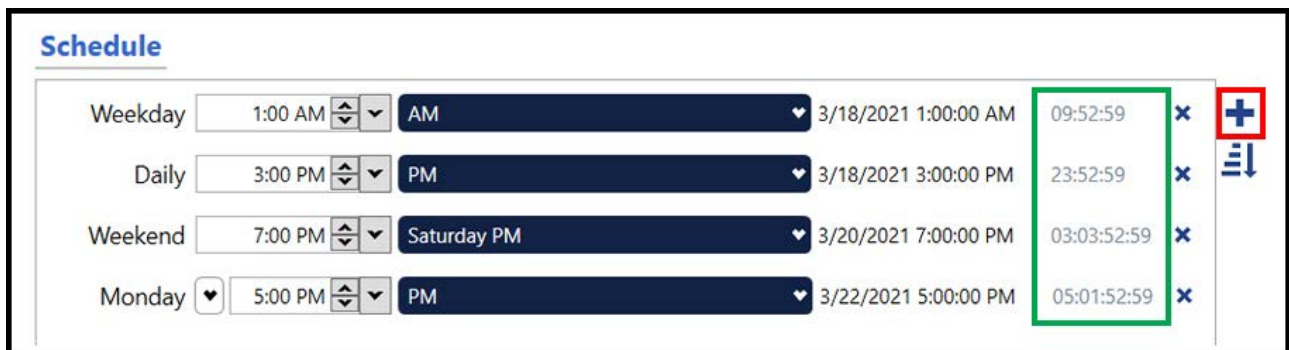 Schedule
Weekday 1:00 AM AM 3/18/2021 1:00:00 AM 09:52:59
Daily 3:00 PM PM 3/18/2021 3:00:00 PM 23:52:59
Weekend 7:00 PM Saturday PM 3/20/2021 7:00:00 PM 03:03:52:59
Monday 5:00 PM PM 3/22/2021 5:00:00 PM 05:01:52:59